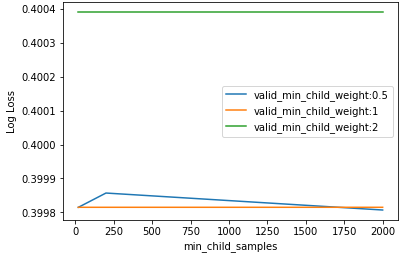 0.4004
0.4003
0.4002
0.4001
0.4000
0.3999
0.3998
Log Loss
valid_min_child_weight:0.5
valid_min_child_weight:1
valid_min_child_weight:2
0 250 500 750 1000 1250 1500 1750 2000
min_child_samples